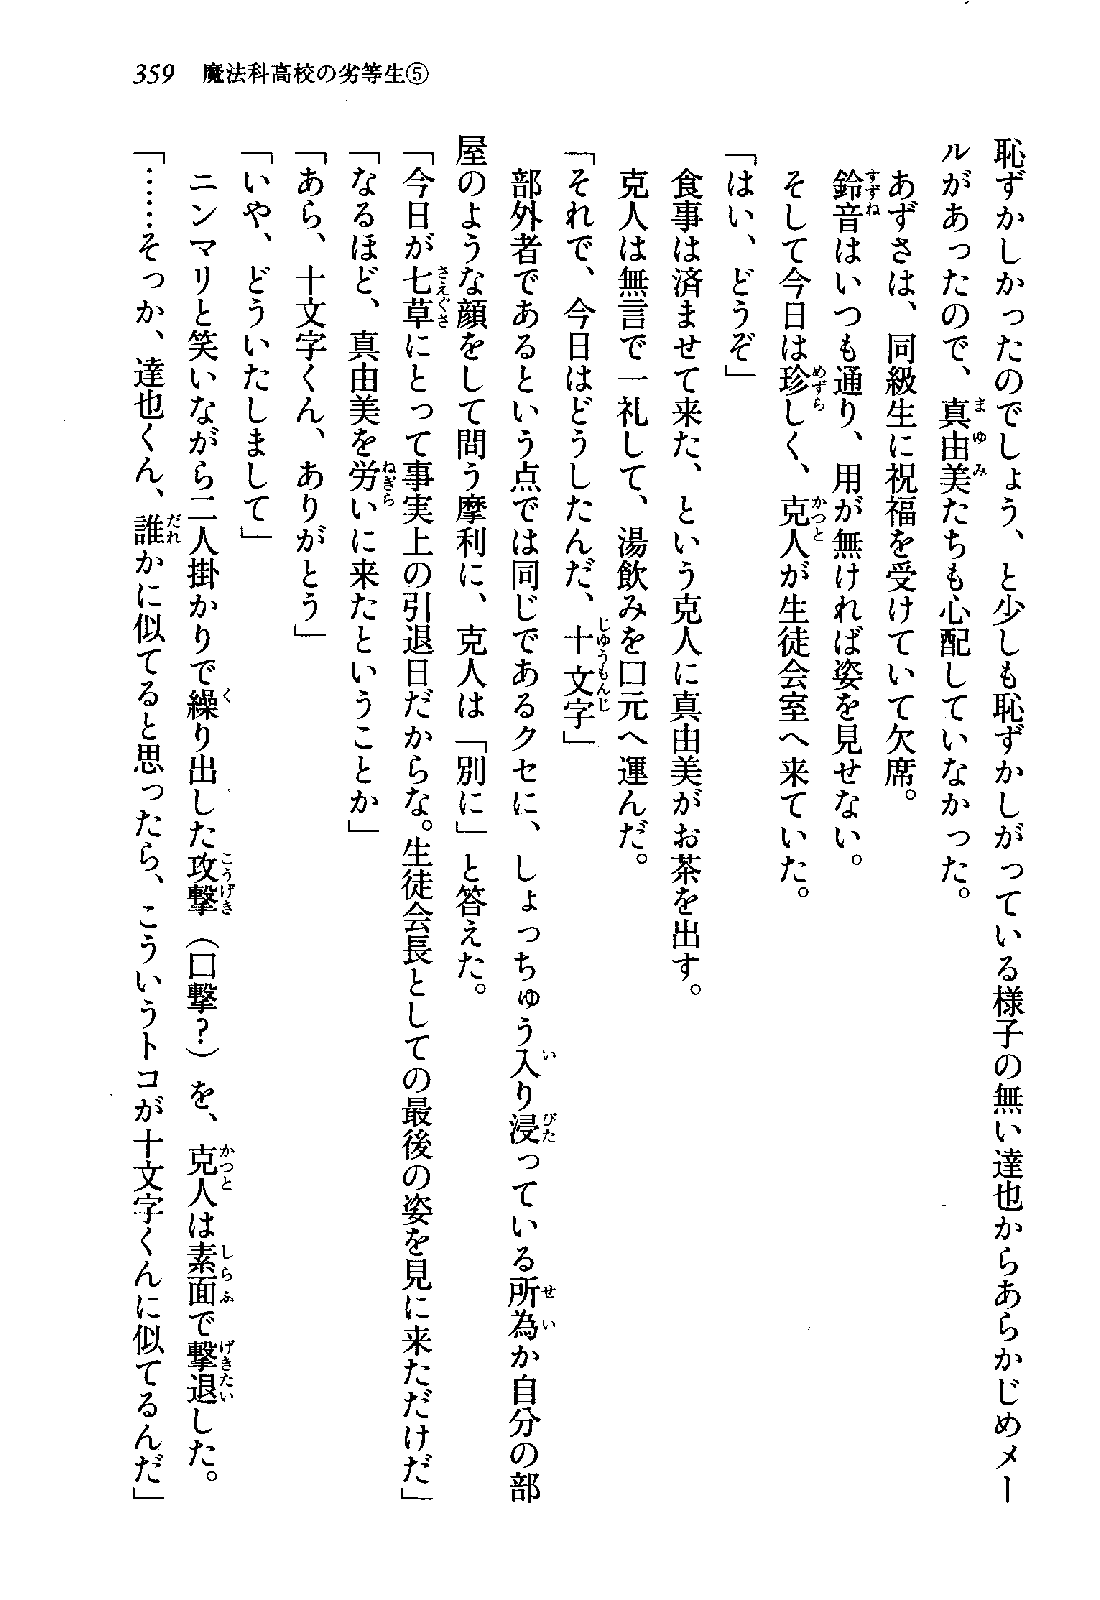 359 魔法科高校の劣等生⑤
恥ずかしかったのでしょう、と少しも恥ずかしがっている様子の無い達也からあらかじめメー
ルがあったので、真由美たちも心配していなかった。
あずさは、同級生に祝福を受けていて欠席。
鈴音はいつも通り、用が無ければ姿を見せない。
そして今日は珍しく、克人が生徒会室へ来ていた。
「はい、どうぞ」
食事は済ませて来た、という克人に真由美がお茶を出す。
克人は無言で一礼して、湯飲みを口元へ運んだ。
「それで、今日はどうしたんだ、十文字」
部外者であるという点では同じであるクセに、しょっちゅう入り浸っている所為か自分の部
屋のような顔をして問う摩利に、克人は「別に」と答えた。
「今日が七草にとって事実上の引退日だからな。生徒会長としての最後の姿を見に来ただけだ」
「なるほど、真由美を労いに来たということか」
「あら、十文字くん、ありがとう」
「いや、どういたしまして」
ニンマリと笑いながら二人掛かりで繰り出した攻撃（口撃？）を、克人は素面で撃退した。
「……そっか、達也くん、誰かに似てると思ったら、こういうトコが十文字くんに似てるんだ」